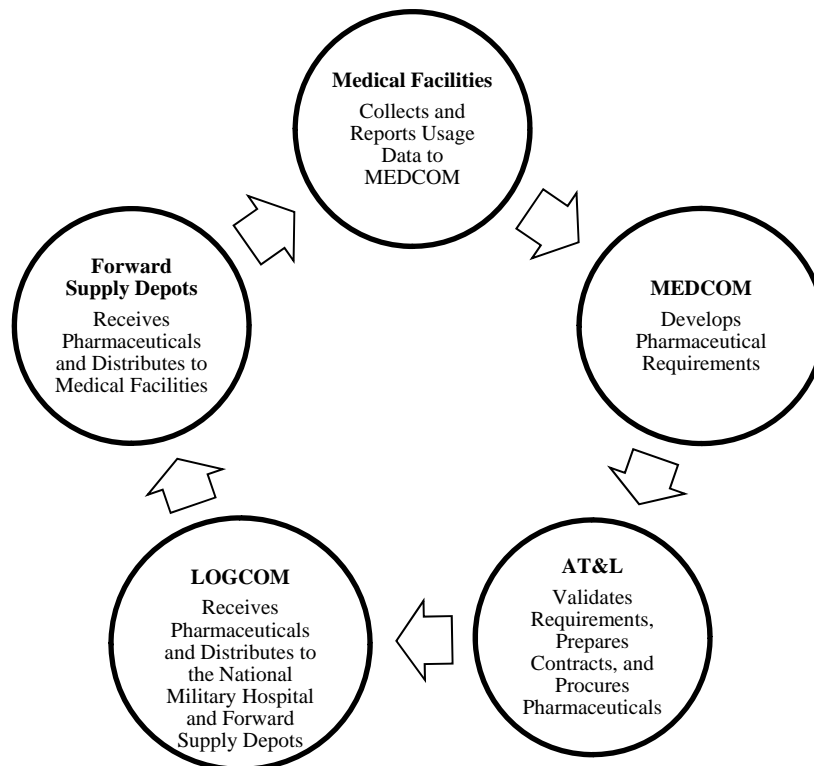 Medical Facilities
Collects and
Reports Usage
Data to
MEDCOM
MEDCOM
Develops
Pharmaceutical
Requirements
AT&L
Validates
Requirements,
Prepares
Contracts, and
Procures
Pharmaceuticals
LOGCOM
Receives
Pharmaceuticals
and Distributes to
the National
Military Hospital
and Forward
Supply Depots
Forward
Supply Depots
Receives
Pharmaceuticals
and Distributes to
Medical Facilities